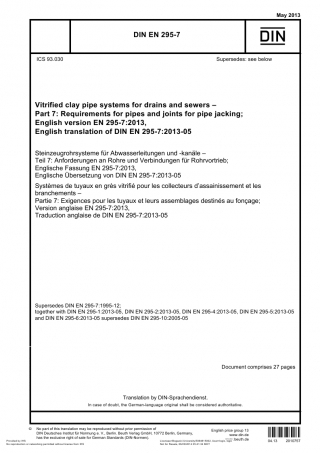 May 2013
DIN EN 295-7
DIN
ICS 93.030
Supersedes: see below
Vitrified clay pipe systems for drains and sewers –
Part 7: Requirements for pipes and joints for pipe jacking;
English version EN 295-7:2013,
English translation of DIN EN 295-7:2013-05
Steinzeugrohrsysteme für Abwasserleitungen und -kanäle –
Teil 7: Anforderungen an Rohre und Verbindungen für Rohrvortrieb;
Englische Fassung EN 295-7:2013,
Englische Übersetzung von DIN EN 295-7:2013-05
Systèmes de tuyaux en grès vitrifié pour les collecteurs d'assainissement et les
branchements –
Partie 7: Exigences pour les tuyaux et leurs assemblages destinés au fonçage;
Version anglaise EN 295-7:2013,
Traduction anglaise de DIN EN 295-7:2013-05
Supersedes DIN EN 295-7:1995-12;
together with DIN EN 295-1:2013-05, DIN EN 295-2:2013-05, DIN EN 295-4:2013-05, DIN EN 295-5:2013-05
and DIN EN 295-6:2013-05 supersedes DIN EN 295-10:2005-05
Document comprises 27 pages
Translation by DIN-Sprachendienst.
In case of doubt, the German-language original shall be considered authoritative.
© No part of this translation may be reproduced without prior permission of
DIN Deutsches Institut für Normung e. V., Berlin. Beuth Verlag GmbH, 10772 Berlin, Germany,
has the exclusive right of sale for German Standards (DIN-Normen).
English price group 13
www.din.de
www.beuth.de
04.13